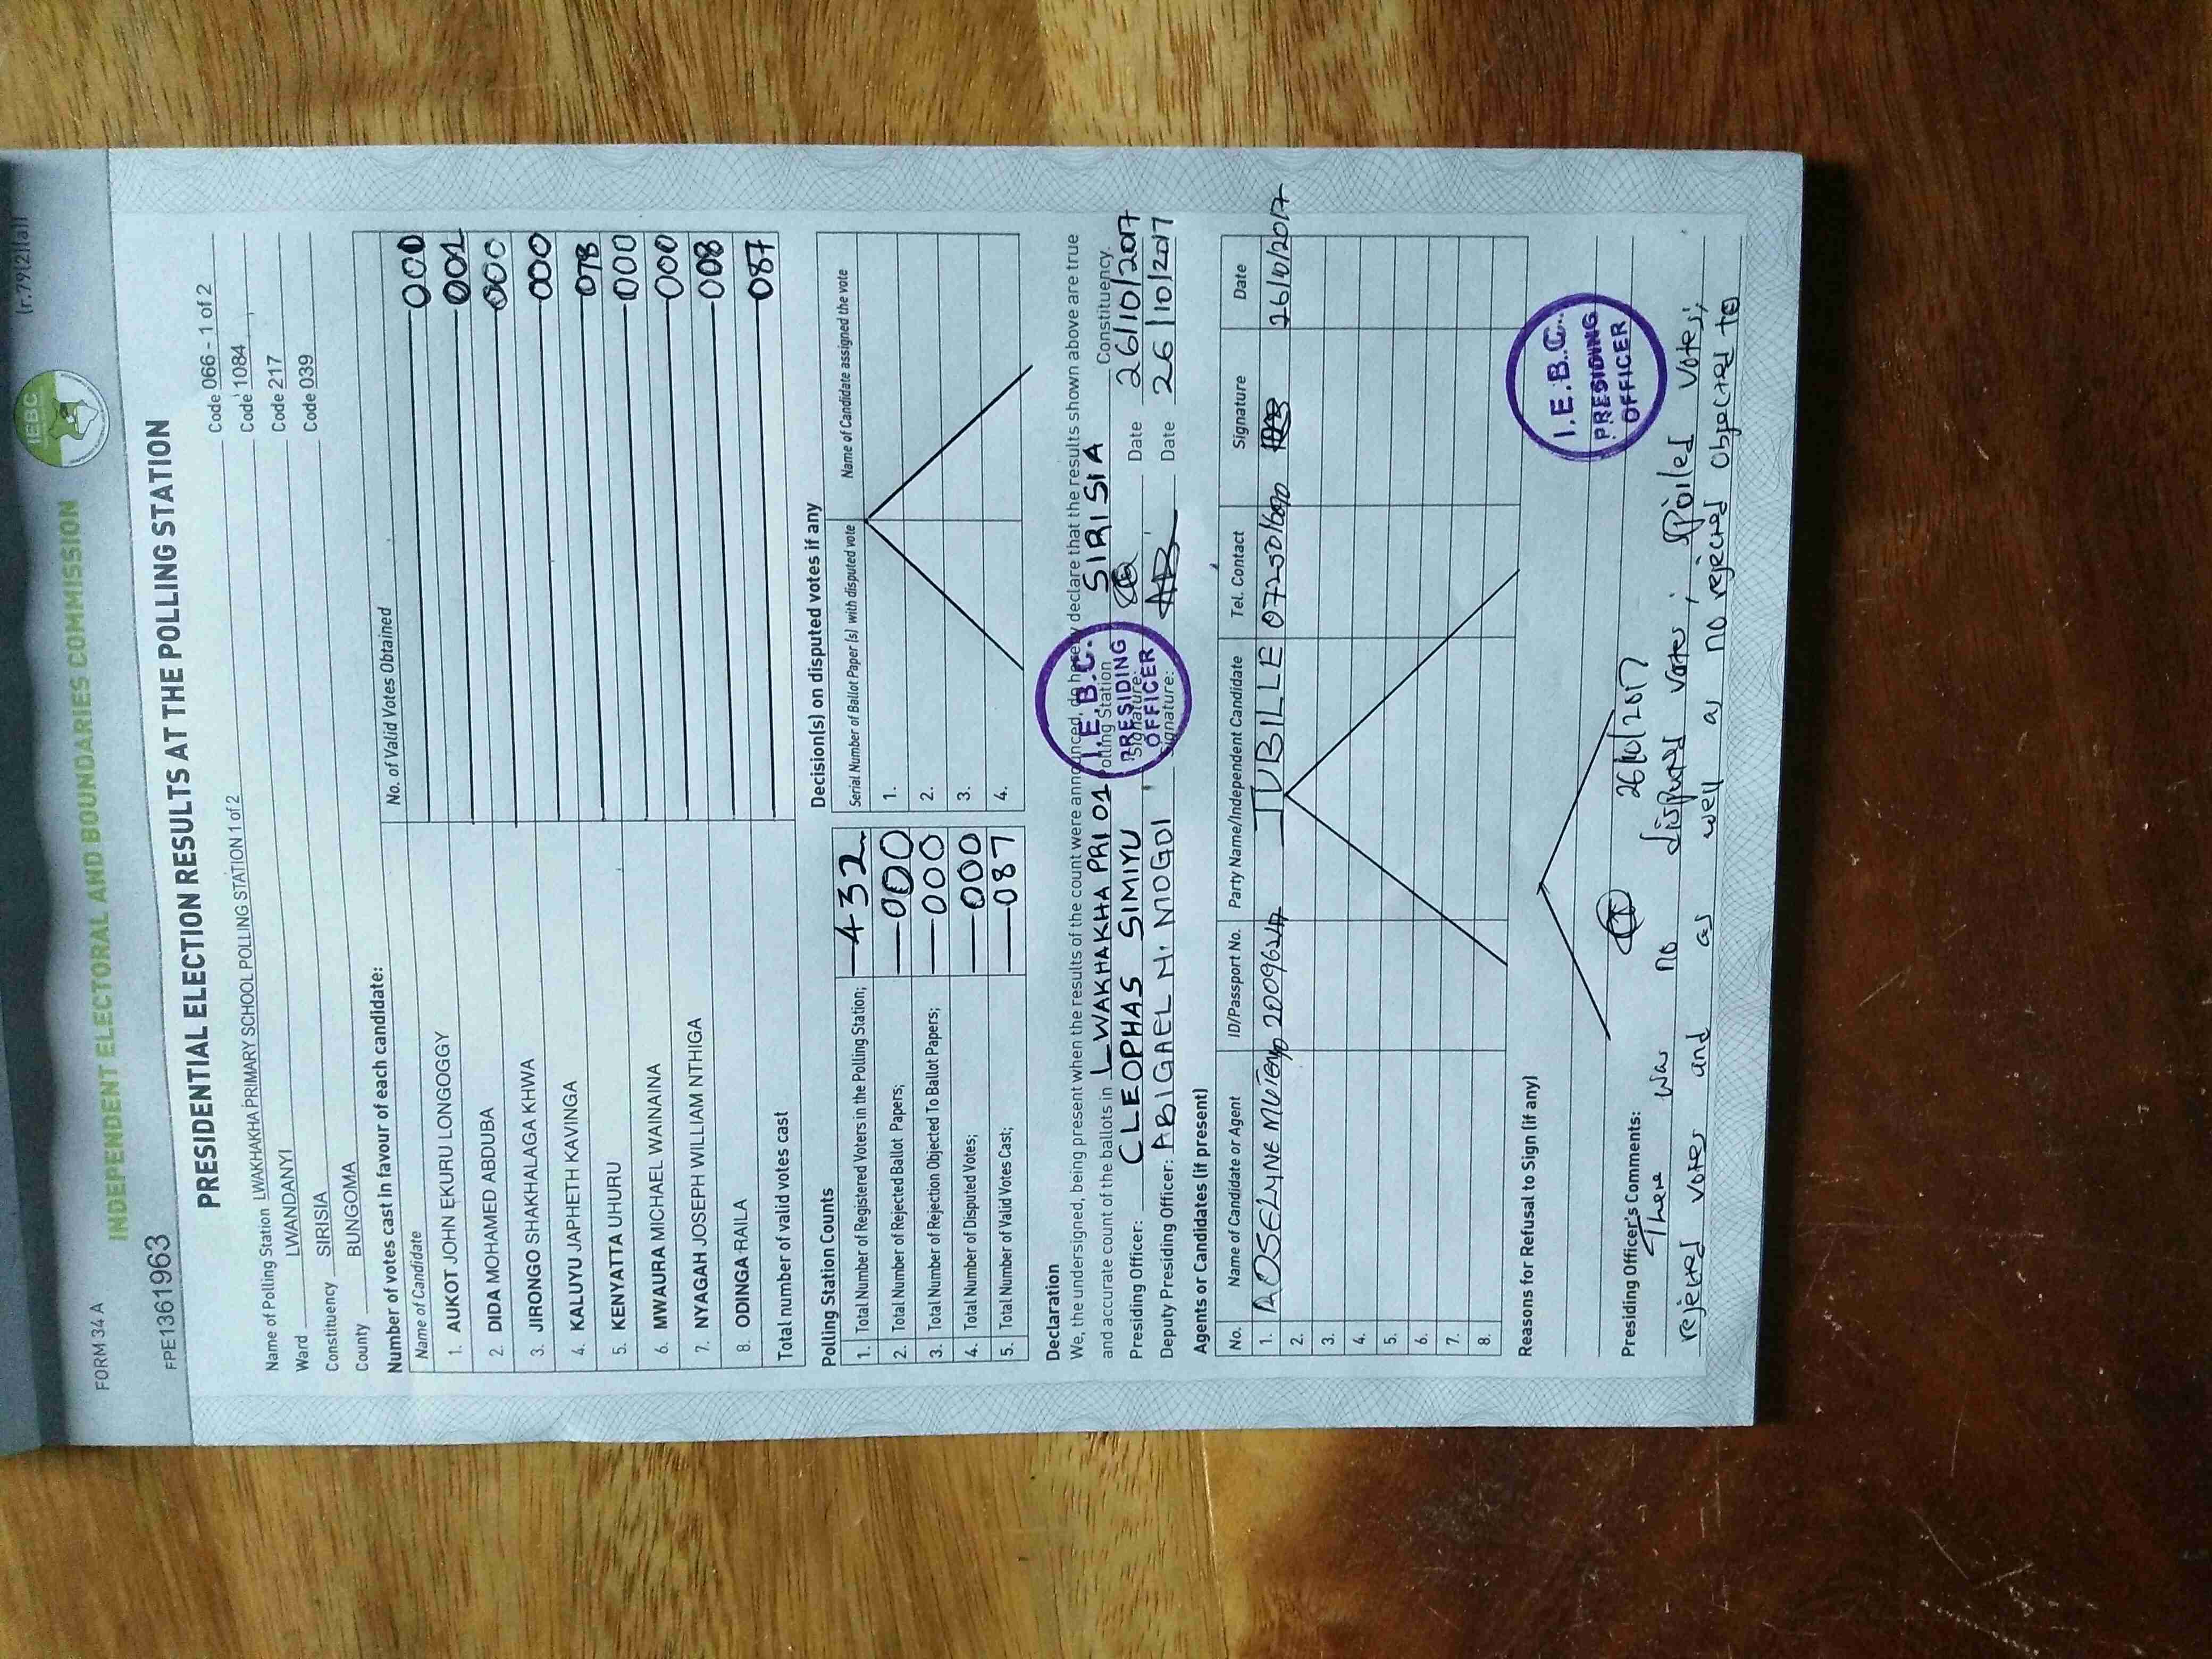 (r.79(2)(a))
FORM 34 A
IEBC
INDEPENDENT ELECTORAL AND BOUNDARIES COMMISSION
FPE1361963
PRESIDENTIAL ELECTION RESULTS AT THE POLLING STATION
Name of Polling Station LWAKHAKHA PRIMARY SCHOOL POLLING STATION 1 of 2 Code 066 - 1 of 2
Ward LWANDANYI Code 1084
Constituency SIRISIA Code 217
County BUNGOMA Code 039
Number of votes cast in favour of each candidate:
Name of Candidate No. of Valid Votes Obtained
1. AUKOT JOHN EKURU LONGOGGY 000
2. DIDA MOHAMED ABDUBA 001
3. JIRONGO SHAKHALAGA KHWA 000
4. KALUYU JAPHETH KAVINGA 000
5. KENYATTA UHURU 078
6. MWAURA MICHAEL WAINAINA 000
7. NYAGAH JOSEPH WILLIAM NTHIGA 000
8. ODINGA RAILA 008
Total number of valid votes cast 087
Polling Station Counts
1. Total Number of Registered Voters in the Polling Station; 432
2. Total Number of Rejected Ballot Papers; 000
3. Total Number of Rejection Objected To Ballot Papers; 000
4. Total Number of Disputed Votes; 000
5. Total Number of Valid Votes Cast; 087
Decision(s) on disputed votes if any
Serial Number of Ballot Paper (s) with disputed vote Name of Candidate assigned the vote
1.
2.
3.
4.
Declaration
We, the undersigned, being present when the results of the count were announced, do hereby declare that the results shown above are true
and accurate count of the ballots in LWAKHAKHA PRI 01 Polling Station SIRISIA Constituency.
Presiding Officer: CLEOPHAS SIMIYU Signature: Date 26/10/2017
Deputy Presiding Officer: ABIGAEL N. NDGDI Signature: Date 26/10/2017
I.E.B.C.
PRESIDING
OFFICER
Agents or Candidates (if present)
No. Name of Candidate or Agent ID/Passport No. Party Name/Independent Candidate Tel. Contact Signature Date
1. ROSELYNE JUBILLE 26/10/2017
2.
3.
4.
5.
6.
7.
8.
Reasons for Refusal to Sign (if any)
I.E.B.C.
PRESIDING
OFFICER
26/10/2017
Presiding Officer's Comments:
There was no disputed votes; spoiled votes;
rejected votes and as well as no rejected objected to